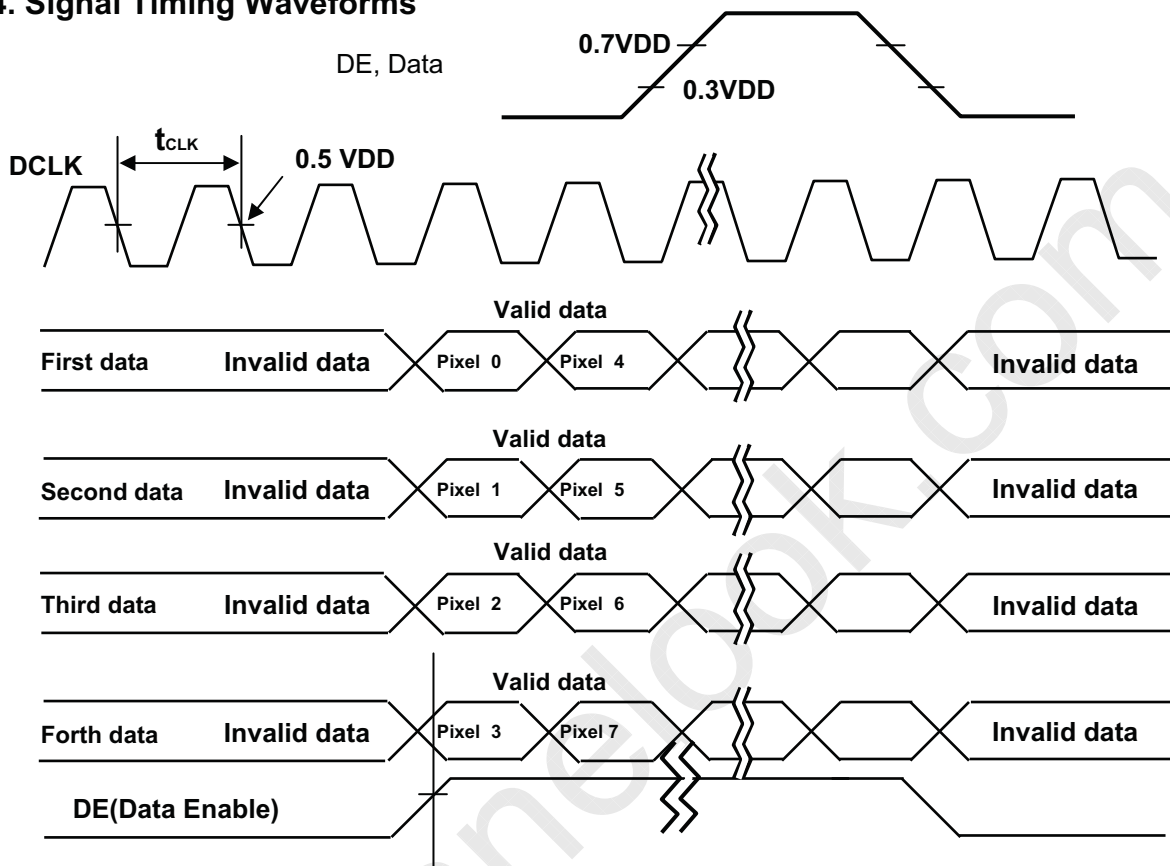 4. Signal Timing Waveforms
DE, Data
0.7VDD
0.3VDD
DCLK
tCLK
0.5 VDD
Valid data
First data
Invalid data
Pixel 0
Pixel 4
Invalid data
Valid data
Second data
Invalid data
Pixel 1
Pixel 5
Invalid data
Valid data
Third data
Invalid data
Pixel 2
Pixel 6
Invalid data
Valid data
Forth data
Invalid data
Pixel 3
Pixel 7
Invalid data
DE(Data Enable)
nelook.com